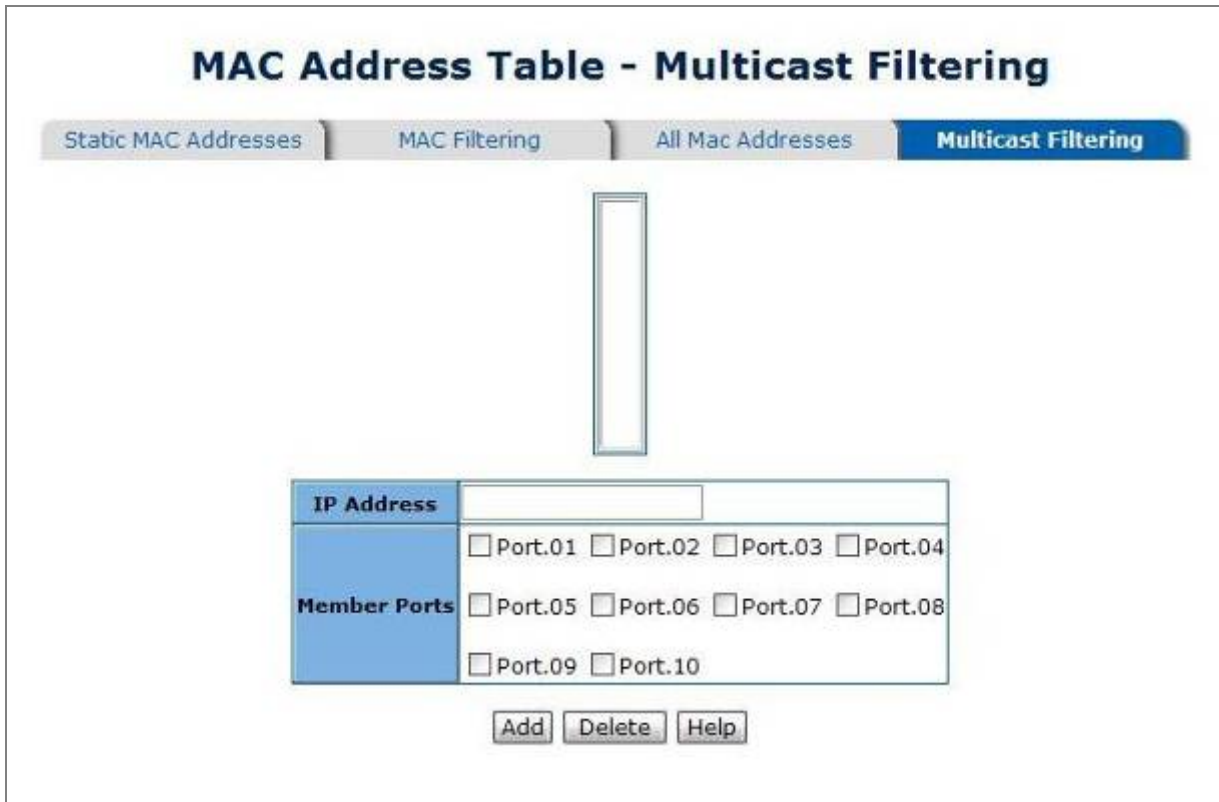 MAC Address Table - Multicast Filtering
Static MAC Addresses MAC Filtering All Mac Addresses Multicast Filtering
IP Address
Member Ports
Port.01 Port.02 Port.03 Port.04
Port.05 Port.06 Port.07 Port.08
Port.09 Port.10
Add Delete Help